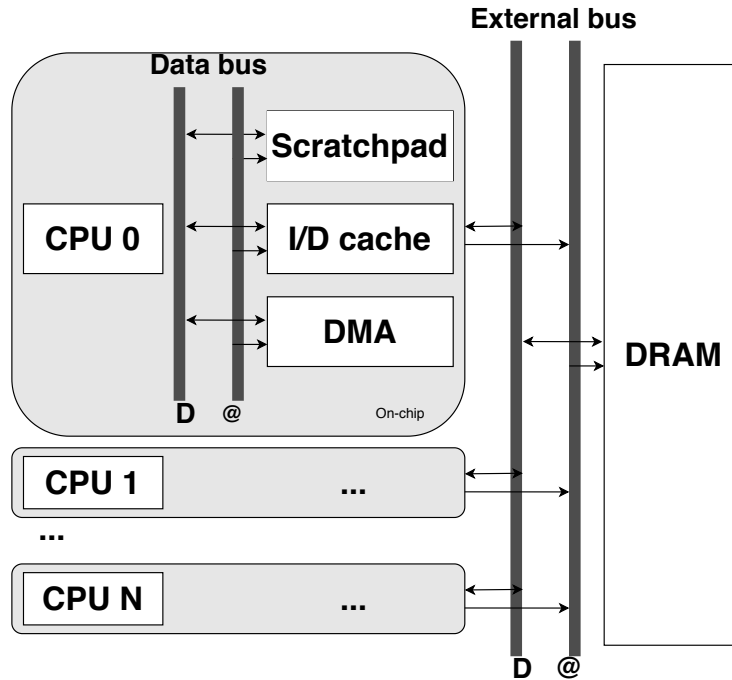 External bus
Data bus
Scratchpad
CPU 0
I/D cache
DMA
DRAM
D
@
On-chip
CPU 1
...
...
CPU N
...
D
@